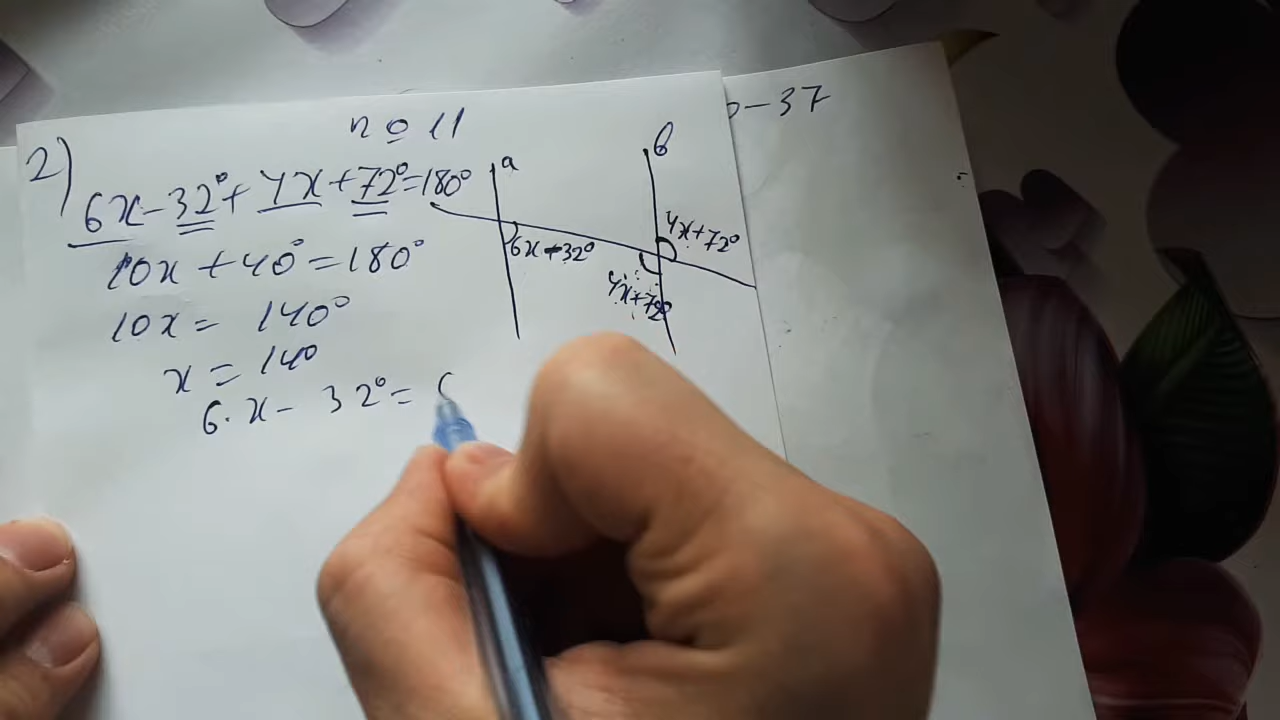 n o 11
2)
6x-32°+4x+72°=180°
10x+40°=180°
10x= 140°
x=14°
6·x- 32°=
a
b
6x+32°
4x+72°
4x+72°
-37